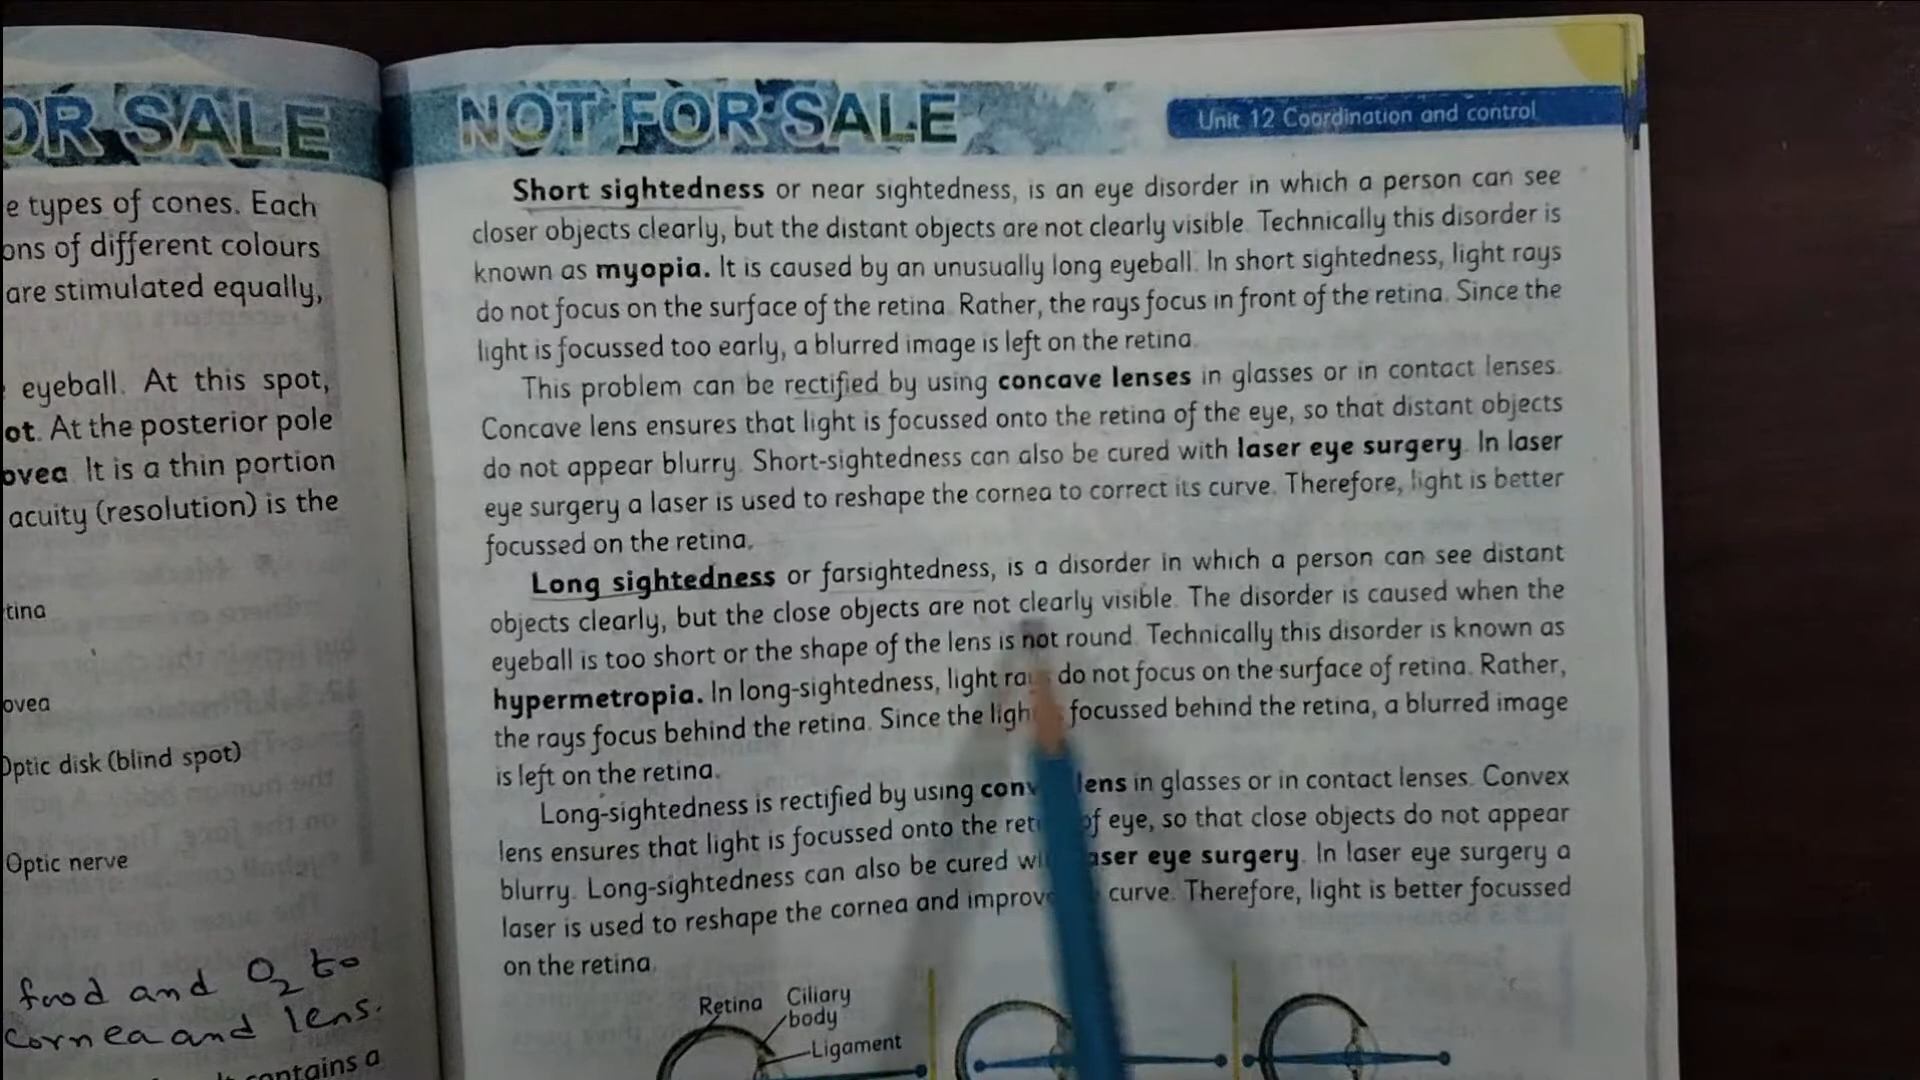 OR SALE
e types of cones. Each
ons of different colours
are stimulated equally,
eyeball. At this spot,
ot. At the posterior pole
ovea. It is a thin portion
acuity (resolution) is the
tina
ovea
Optic disk (blind spot)
Optic nerve
food and O₂ to
cornea and lens.
contains a
NOT FOR SALE
Unit 12 Coordination and control
Short sightedness or near sightedness, is an eye disorder in which a person can see
closer objects clearly, but the distant objects are not clearly visible. Technically this disorder is
known as myopia. It is caused by an unusually long eyeball. In short sightedness, light rays
do not focus on the surface of the retina. Rather, the rays focus in front of the retina. Since the
light is focussed too early, a blurred image is left on the retina.
This problem can be rectified by using concave lenses in glasses or in contact lenses.
Concave lens ensures that light is focussed onto the retina of the eye, so that distant objects
do not appear blurry. Short-sightedness can also be cured with laser eye surgery. In laser
eye surgery a laser is used to reshape the cornea to correct its curve. Therefore, light is better
focussed on the retina.
Long sightedness or farsightedness, is a disorder in which a person can see distant
objects clearly, but the close objects are not clearly visible. The disorder is caused when the
eyeball is too short or the shape of the lens is not round. Technically this disorder is known as
hypermetropia. In long-sightedness, light ra do not focus on the surface of retina. Rather,
the rays focus behind the retina. Since the ligh focussed behind the retina, a blurred image
is left on the retina.
Long-sightedness is rectified by using conv lens in glasses or in contact lenses. Convex
lens ensures that light is focussed onto the ret of eye, so that close objects do not appear
blurry. Long-sightedness can also be cured wi aser eye surgery. In laser eye surgery a
laser is used to reshape the cornea and improv curve. Therefore, light is better focussed
on the retina.
Retina
Ciliary
body
Ligament